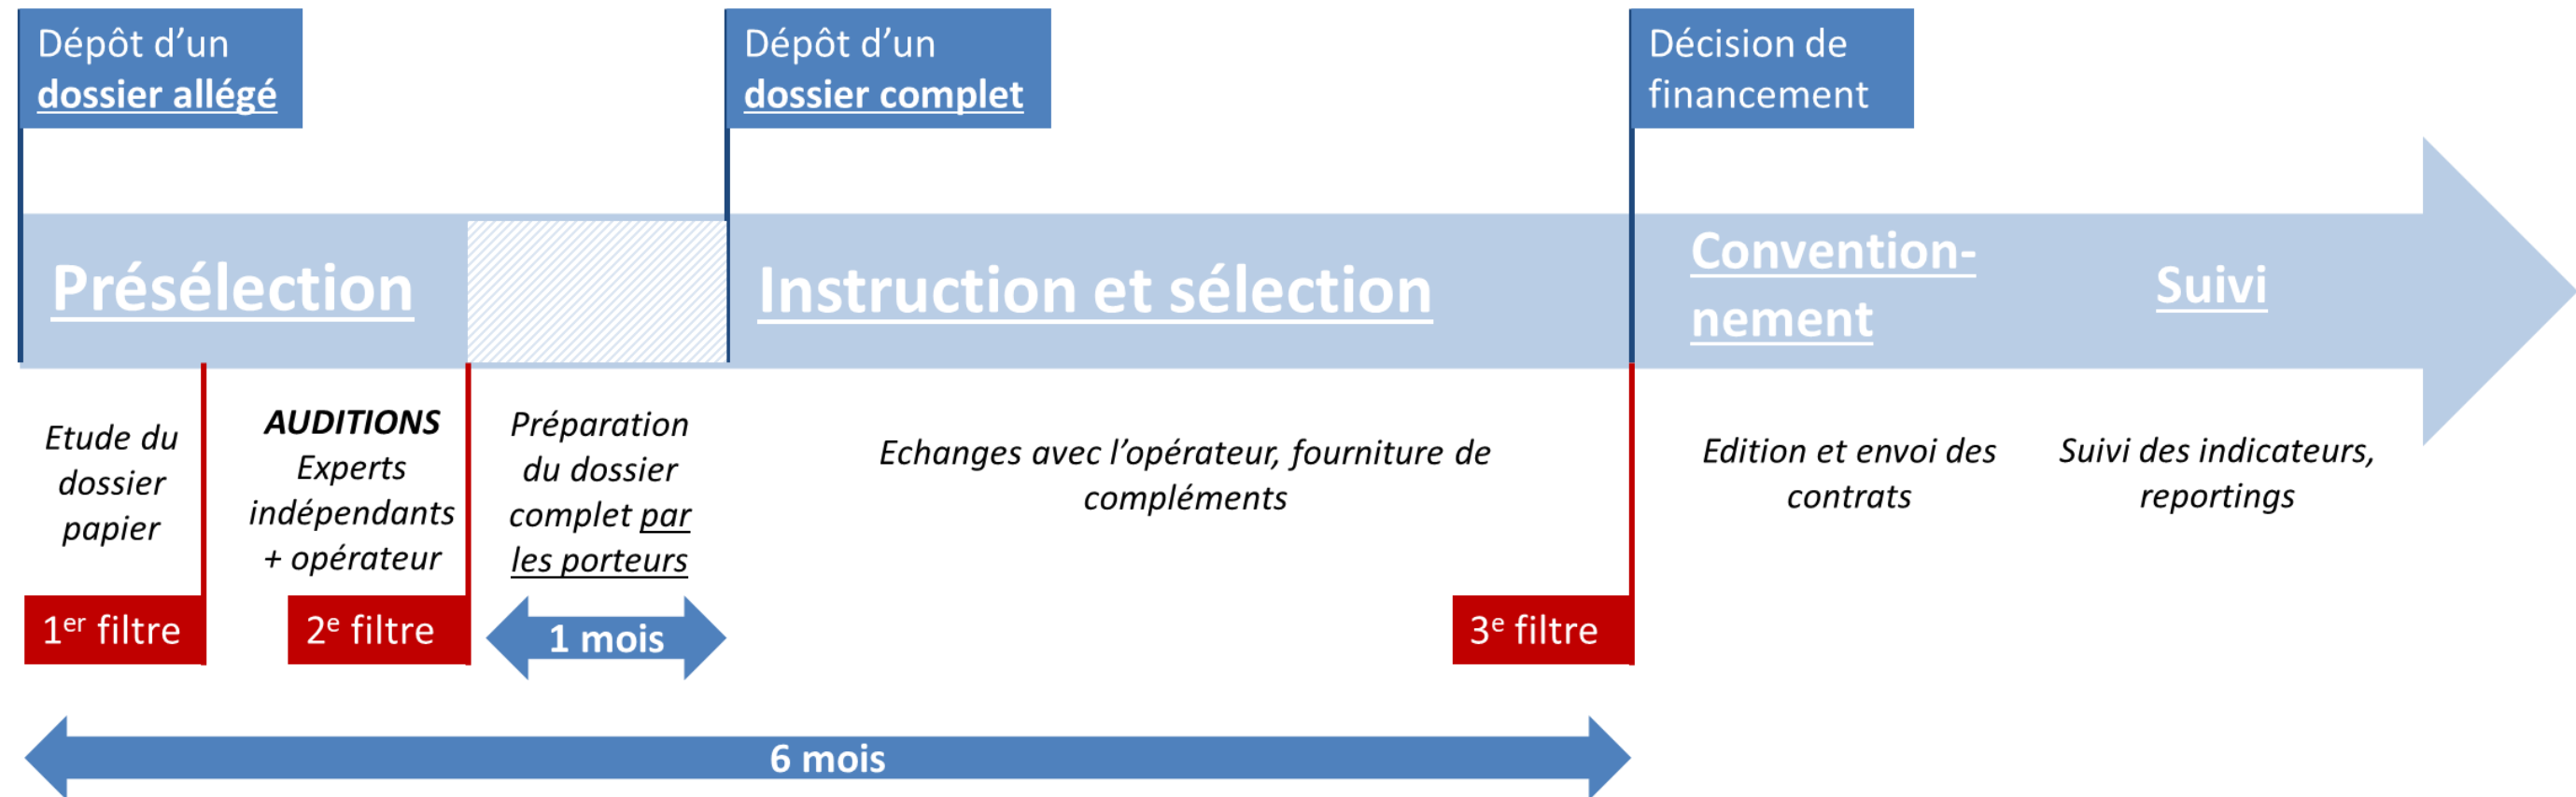 Dépôt d'un
dossier allégé
Dépôt d'un
dossier complet
Décision de
financement
Présélection
Instruction et sélection
Convention-
nement
Suivi
Etude du
dossier
papier
AUDITIONS
Experts
indépendants
+ opérateur
Préparation
du dossier
complet par
les porteurs
Echanges avec l'opérateur, fourniture de
compléments
Edition et envoi des
contrats
Suivi des indicateurs,
reportings
1er filtre
2e filtre
1 mois
3e filtre
6 mois